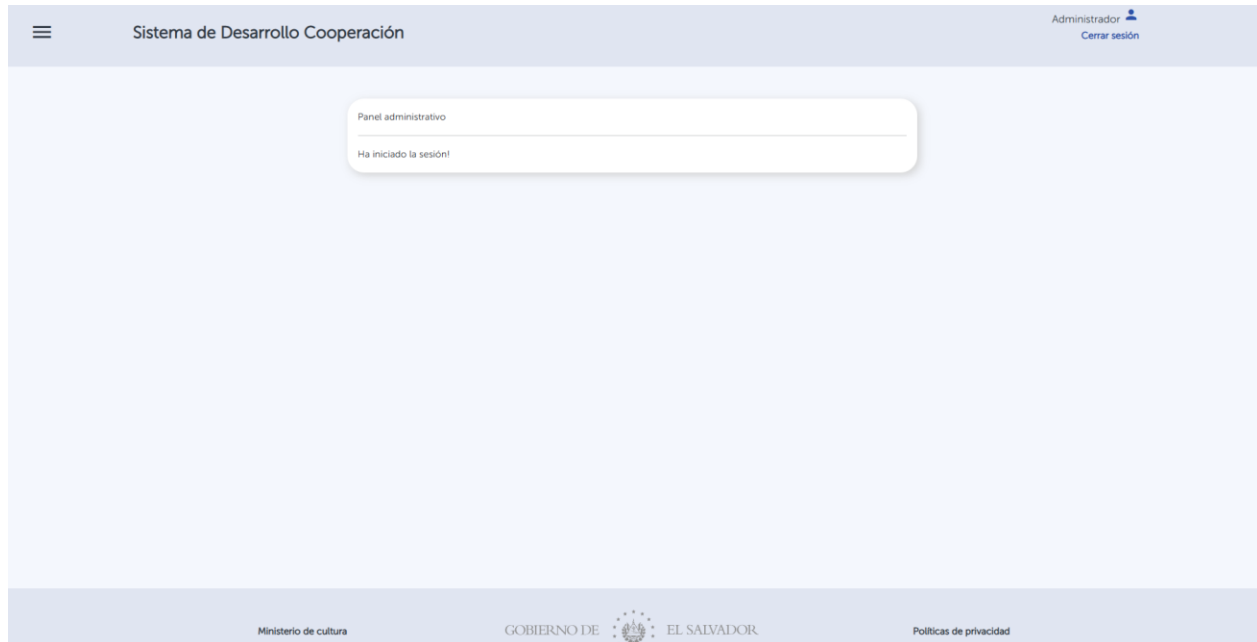 Sistema de Desarrollo Cooperación
Administrador
Cerrar sesión
Panel administrativo
Ha iniciado la sesión!
Ministerio de cultura
GOBIERNO DE EL SALVADOR
Políticas de privacidad